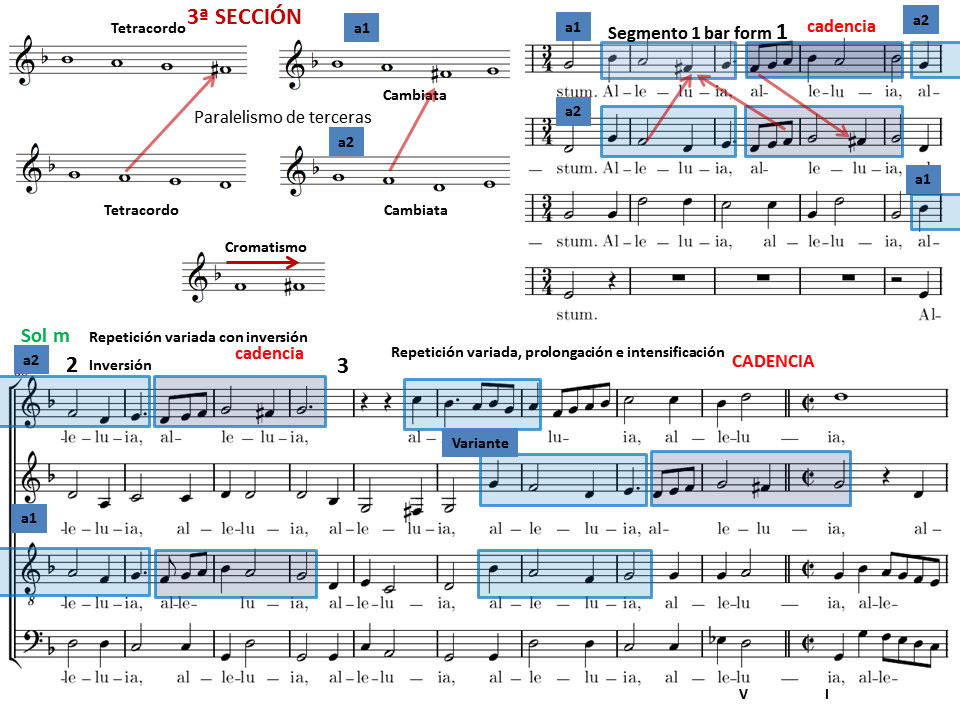 3ª SECCIÓN
Tetracordo
a1
Cambiata
Paralelismo de terceras
a2
Tetracordo
Cambiata
Cromatismo
a1
Segmento 1 bar form 1
cadencia
a2
stum. Al – le – lu – ia, al- le-lu — ia, al-
a2
stum. Al – le – lu – ia, al- le – lu – ia,
a1
stum. Al – le – lu – ia, al – le-lu — ia, al-
stum. Al-
Sol m
Repetición variada con inversión
a2
2
Inversión
cadencia
3
Repetición variada, prolongación e intensificación
CADENCIA
-le – lu – ia, al- le – lu – ia, al- lu- ia, al – le-lu — ia,
Variante
-le – lu – ia, al – le – lu – ia, al – le – lu – ia, al – le – lu – ia, al- le – lu — ia, al –
a1
8
-le – lu – ia, al-le- lu – ia, al-le-lu – ia, al – le – lu – ia, al – le-lu — ia, al-le-
-le – lu – ia, al – le – lu – ia, al-le-lu – ia, al – le – lu – ia, al – le-lu — ia, al-le-
V I